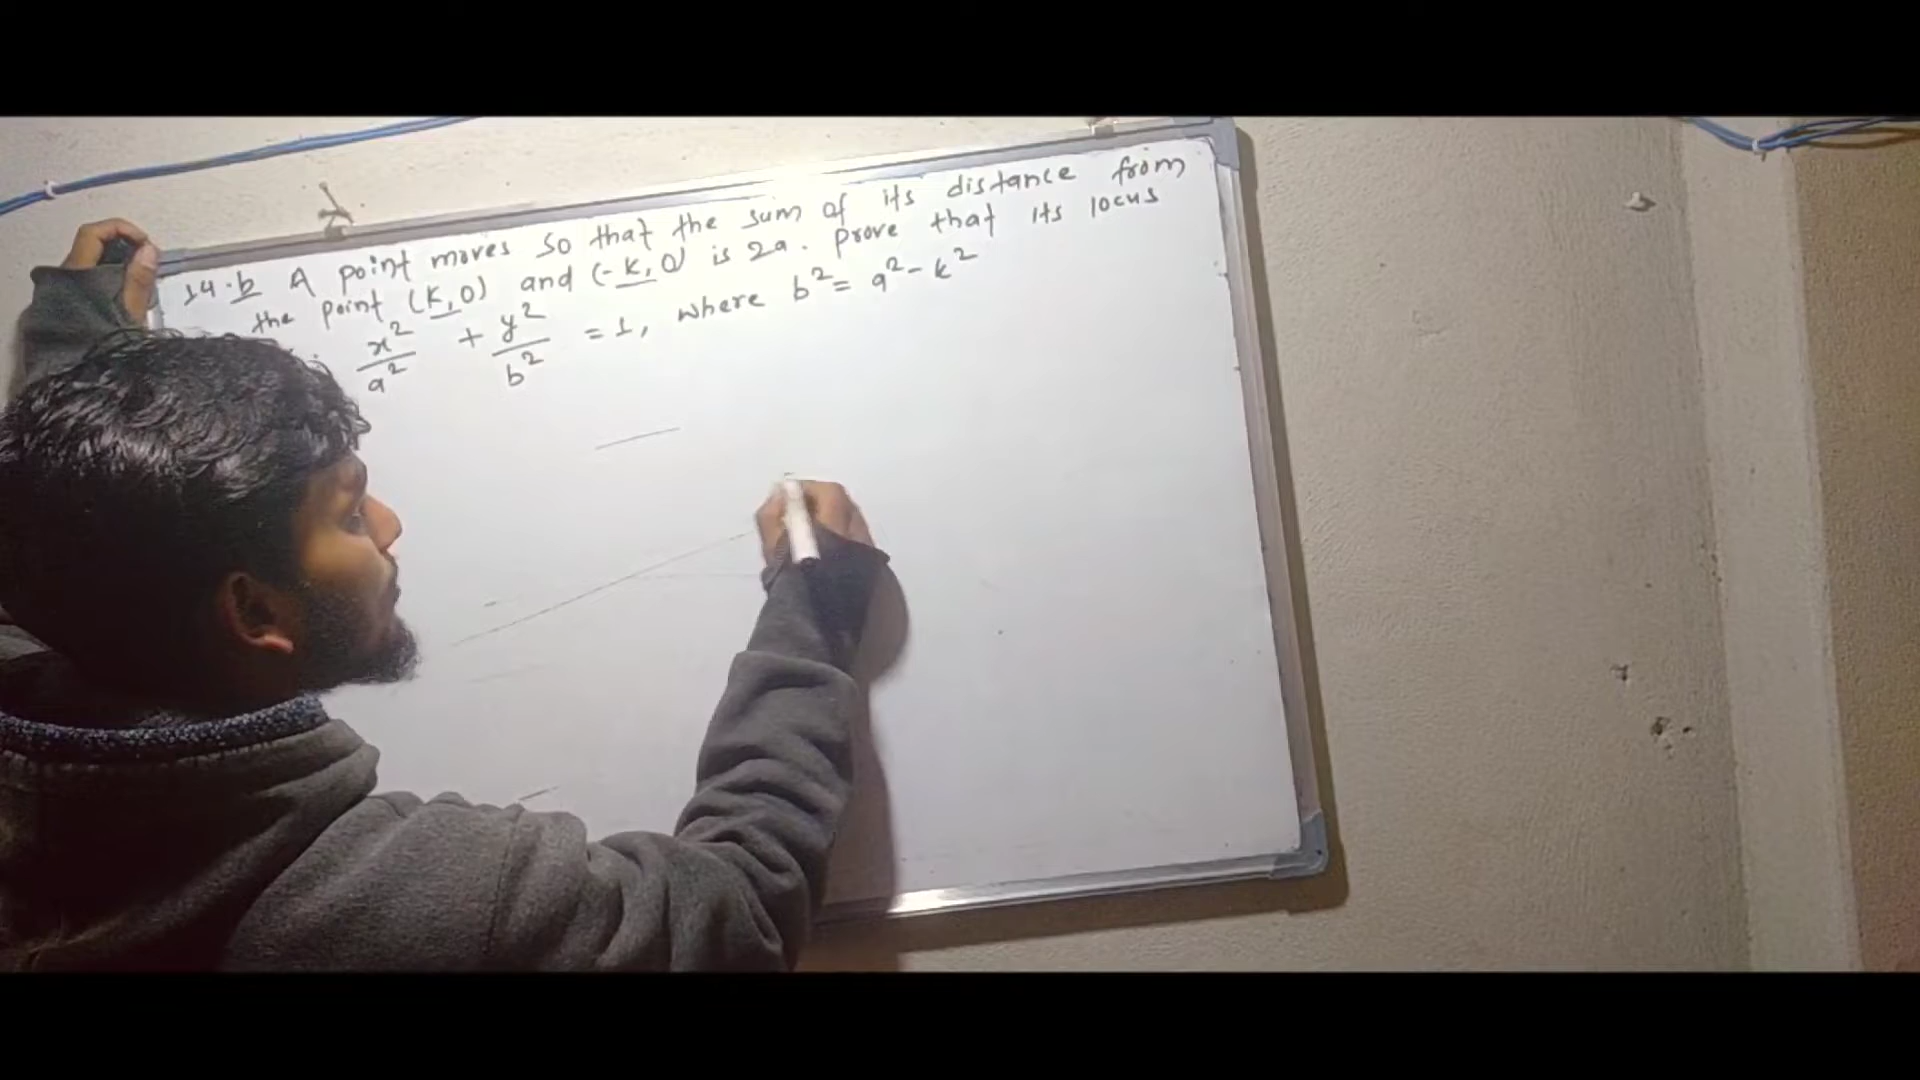 14.b A point moves so that the sum of its distance from
the point (K,0) and (-K,0) is 2a. prove that its locus
x²/a² + y²/b² = 1, where b² = a² - k²